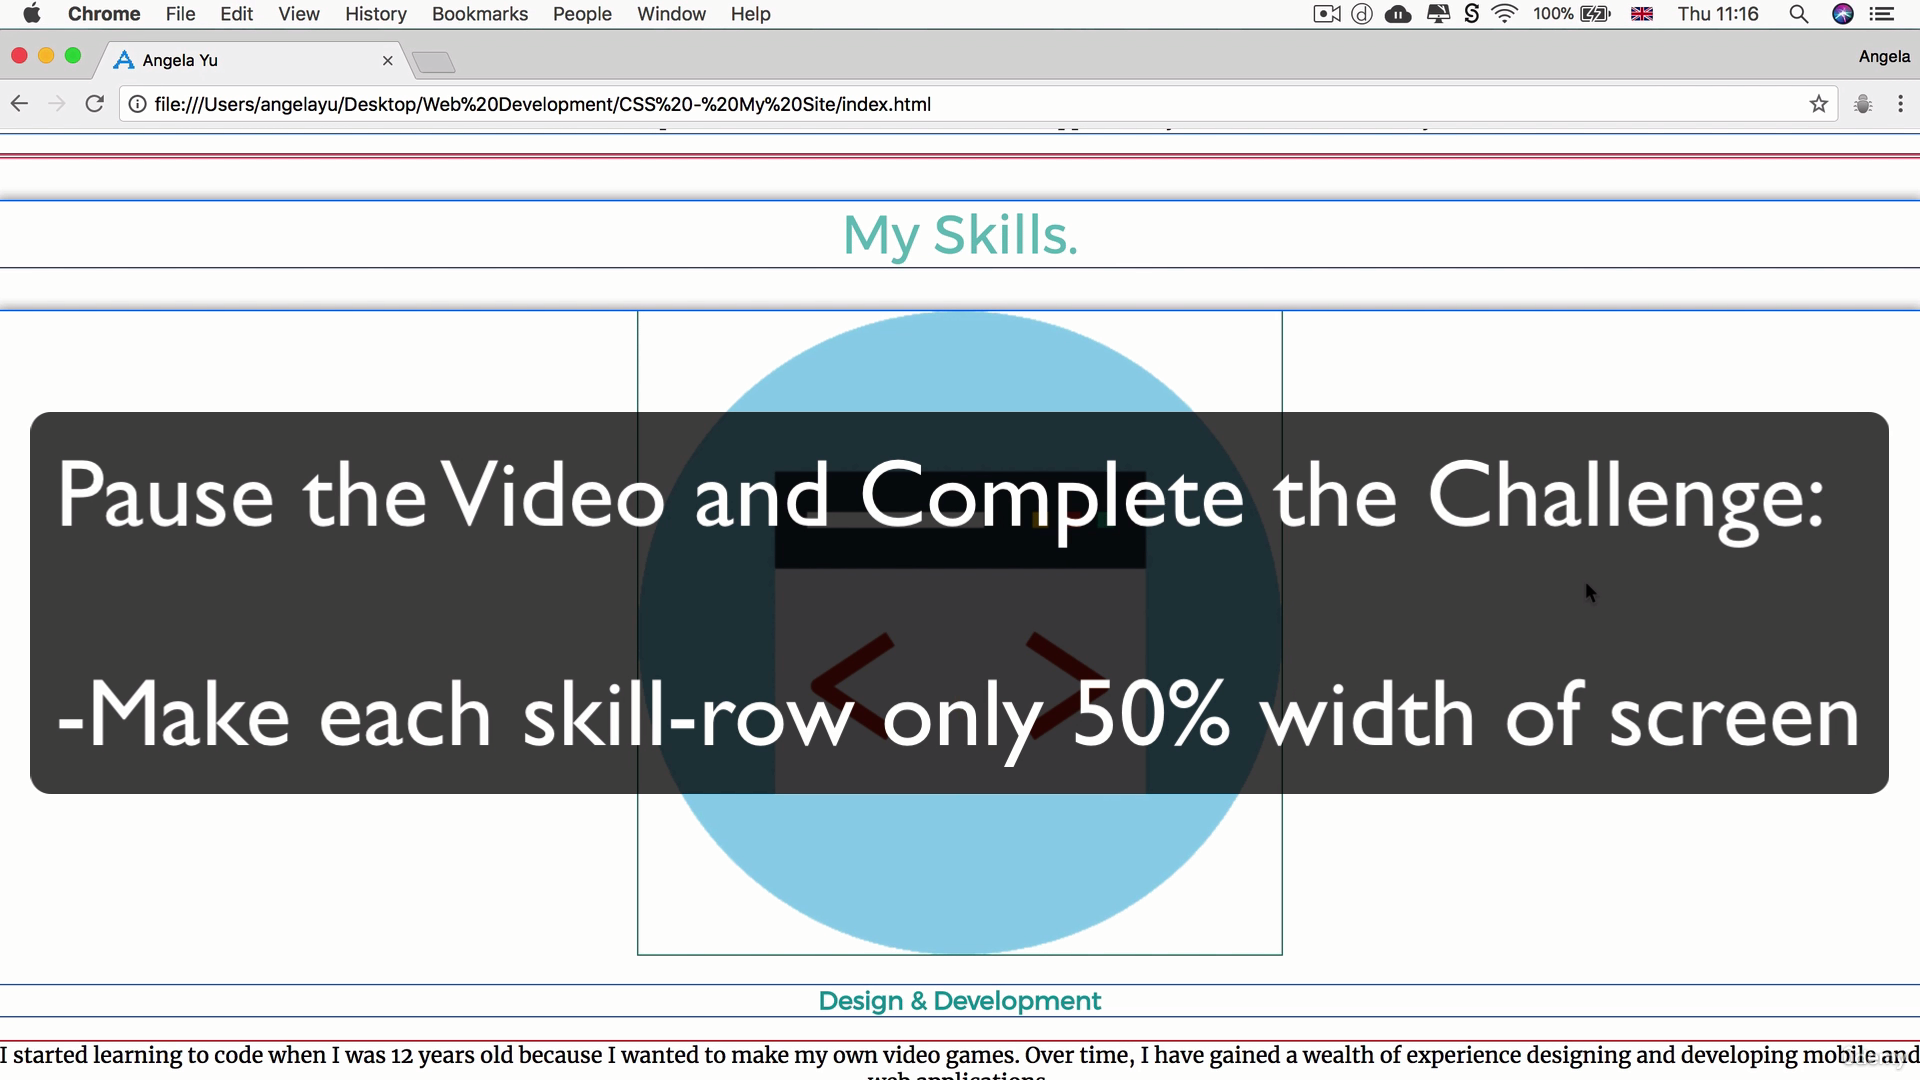 Chrome File Edit View History Bookmarks People Window Help 100% Thu 11:16
Angela Yu Angela
file:///Users/angelayu/Desktop/Web%20Development/CSS%20-%20My%20Site/index.html
My Skills.
Pause the Video and Complete the Challenge:
-Make each skill-row only 50% width of screen
Design & Development
I started learning to code when I was 12 years old because I wanted to make my own video games. Over time, I have gained a wealth of experience designing and developing mobile and
web applications.